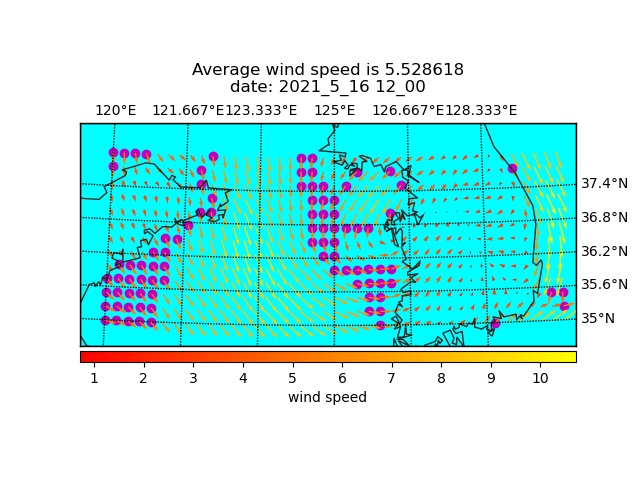 Average wind speed is 5.528618
date: 2021_5_16 12_00
120°E 121.667°E 123.333°E 125°E 126.667°E 128.333°E
37.4°N
36.8°N
36.2°N
35.6°N
35°N
1 2 3 4 5 6 7 8 9 10
wind speed